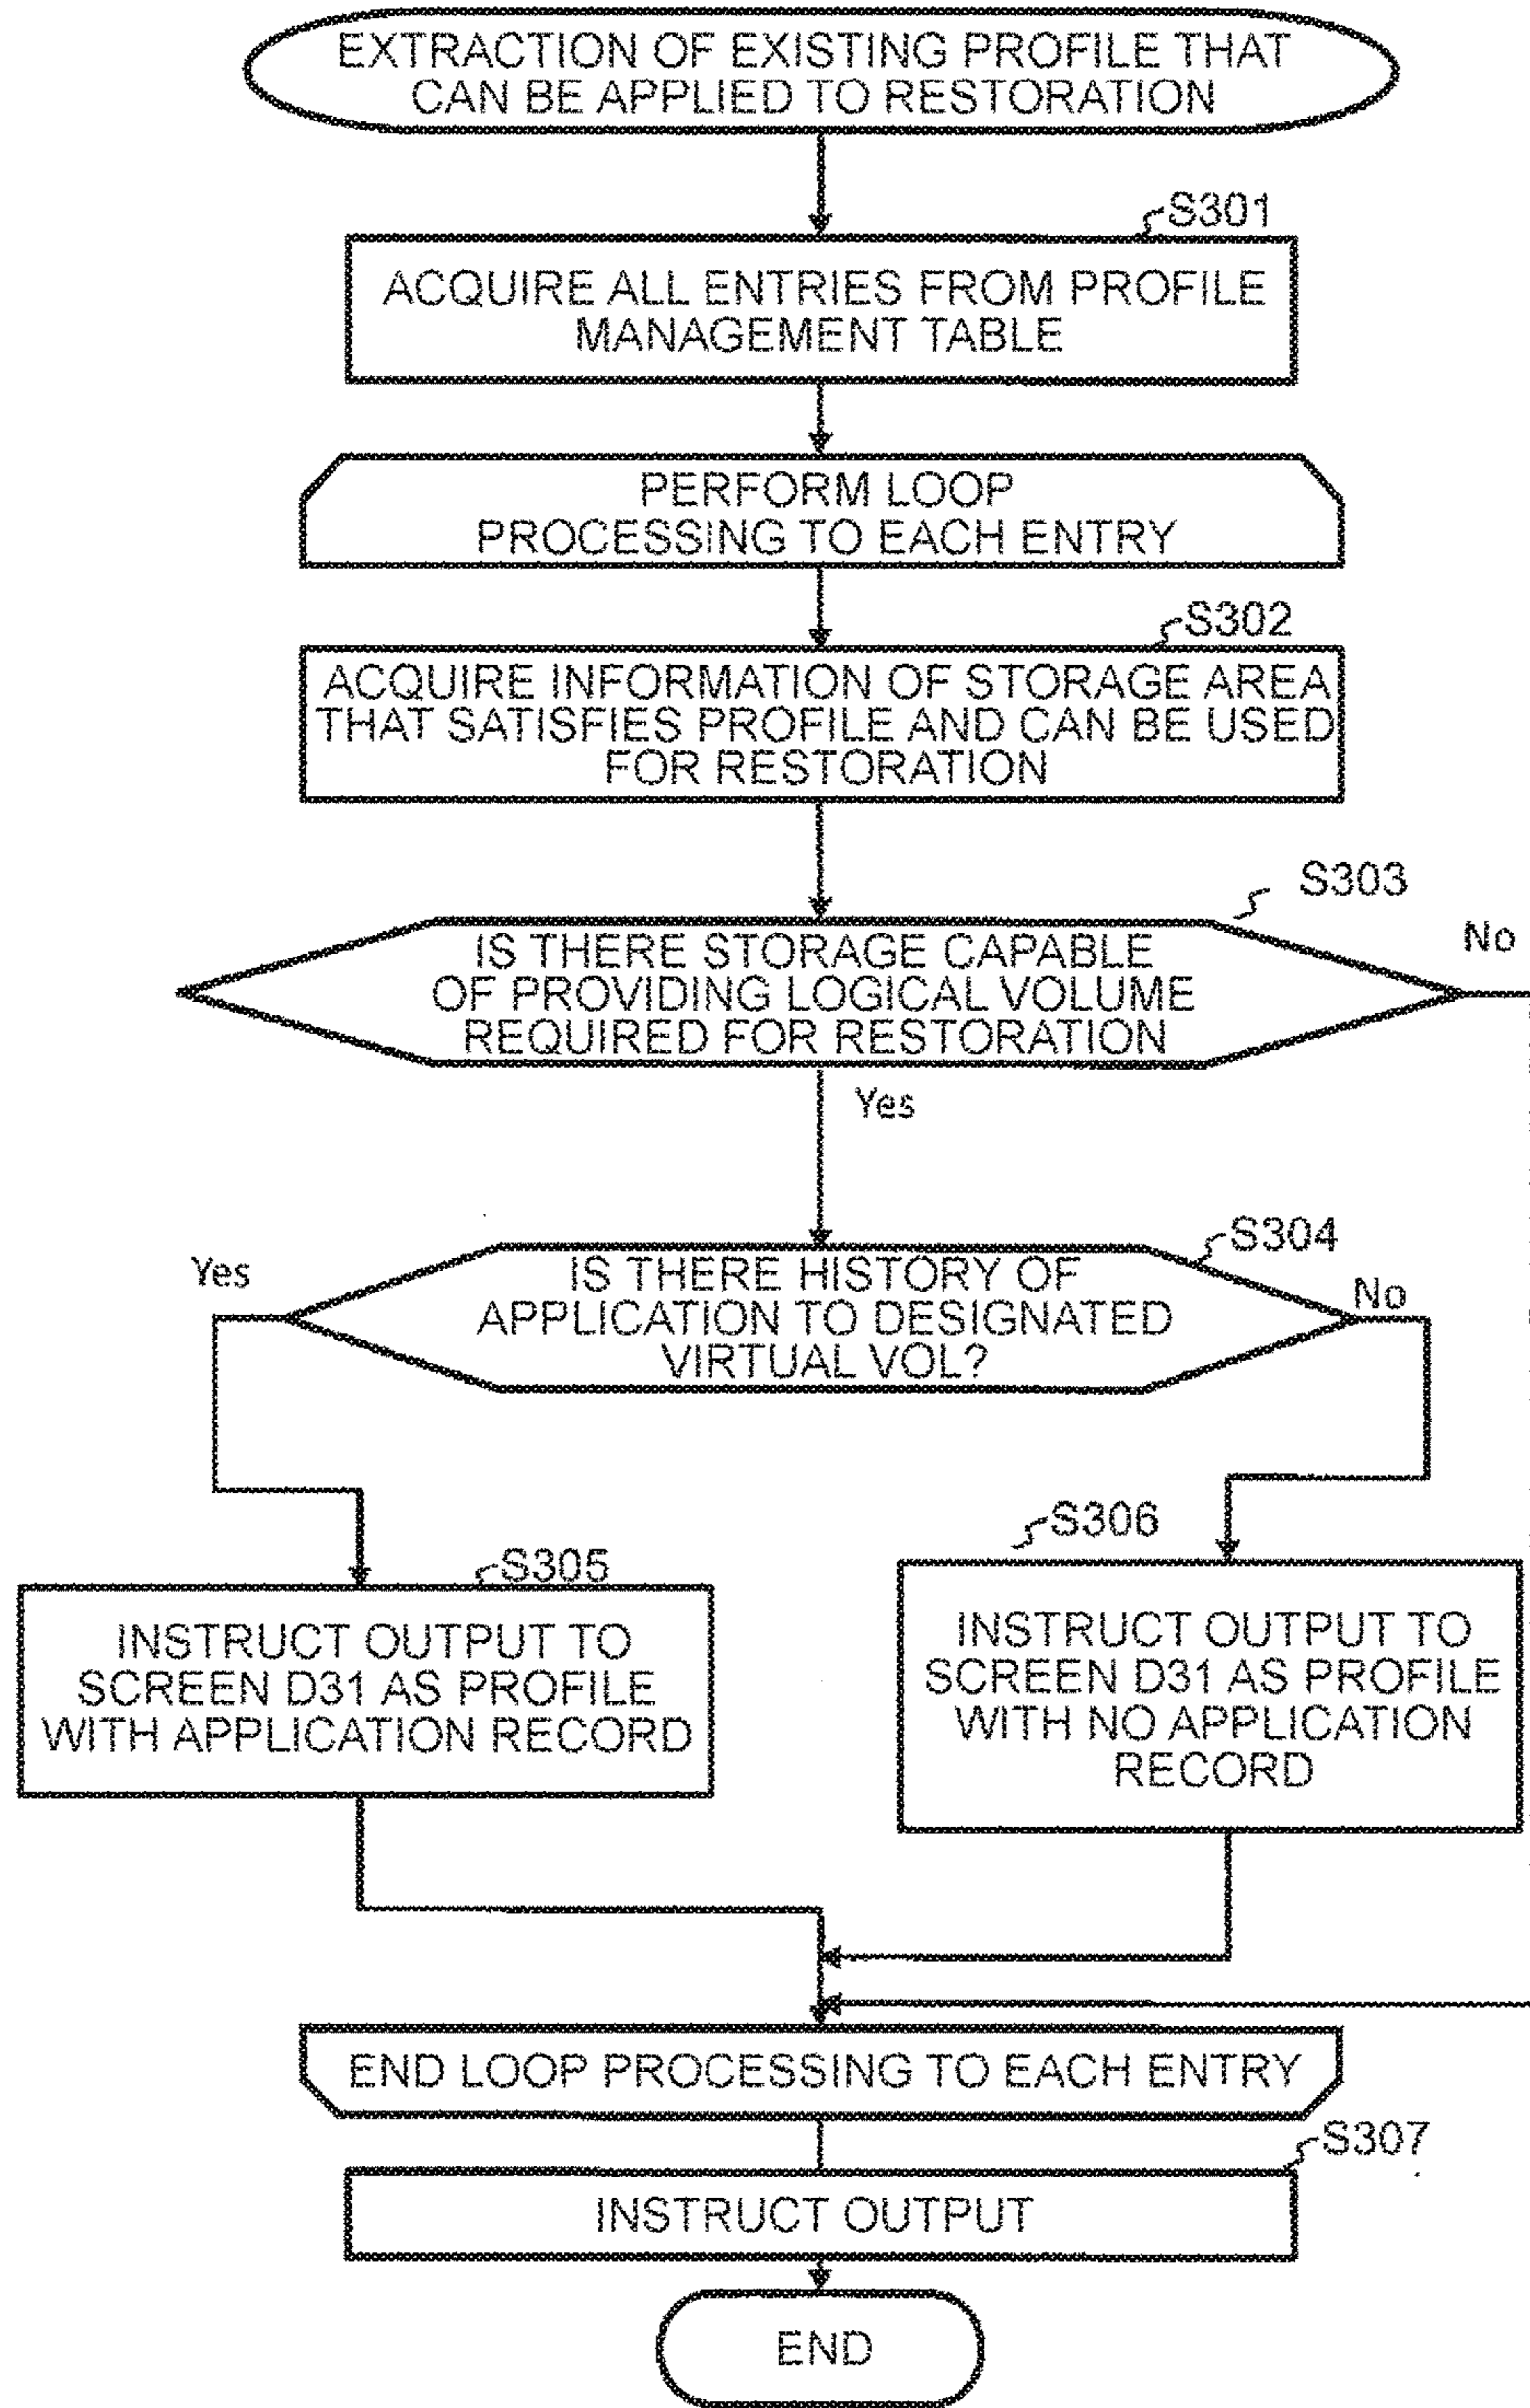 EXTRACTION OF EXISTING PROFILE THAT
CAN BE APPLIED TO RESTORATION
S301
ACQUIRE ALL ENTRIES FROM PROFILE
MANAGEMENT TABLE
PERFORM LOOP
PROCESSING TO EACH ENTRY
S302
ACQUIRE INFORMATION OF STORAGE AREA
THAT SATISFIES PROFILE AND CAN BE USED
FOR RESTORATION
S303
IS THERE STORAGE CAPABLE
OF PROVIDING LOGICAL VOLUME
REQUIRED FOR RESTORATION
No
Yes
S304
IS THERE HISTORY OF
APPLICATION TO DESIGNATED
VIRTUAL VOL?
Yes
No
S305
INSTRUCT OUTPUT TO
SCREEN D31 AS PROFILE
WITH APPLICATION RECORD
S306
INSTRUCT OUTPUT TO
SCREEN D31 AS PROFILE
WITH NO APPLICATION
RECORD
END LOOP PROCESSING TO EACH ENTRY
S307
INSTRUCT OUTPUT
END